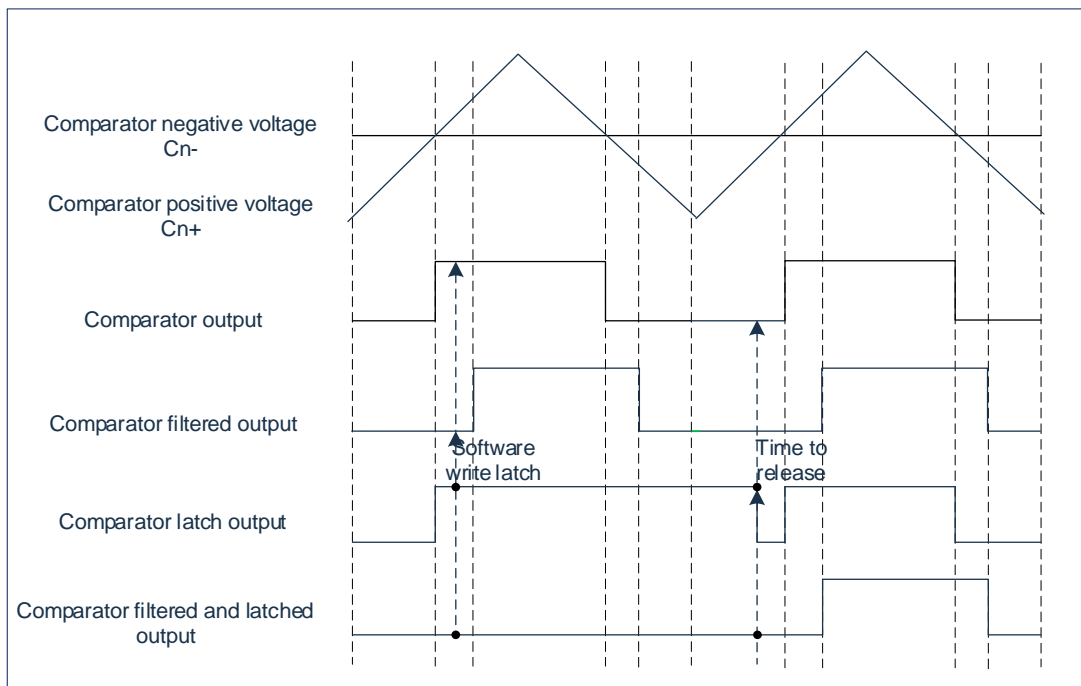 Comparator negative voltage
Cn-
Comparator positive voltage
Cn+
Comparator output
Comparator filtered output
Software
write latch
Time to
release
Comparator latch output
Comparator filtered and latched
output